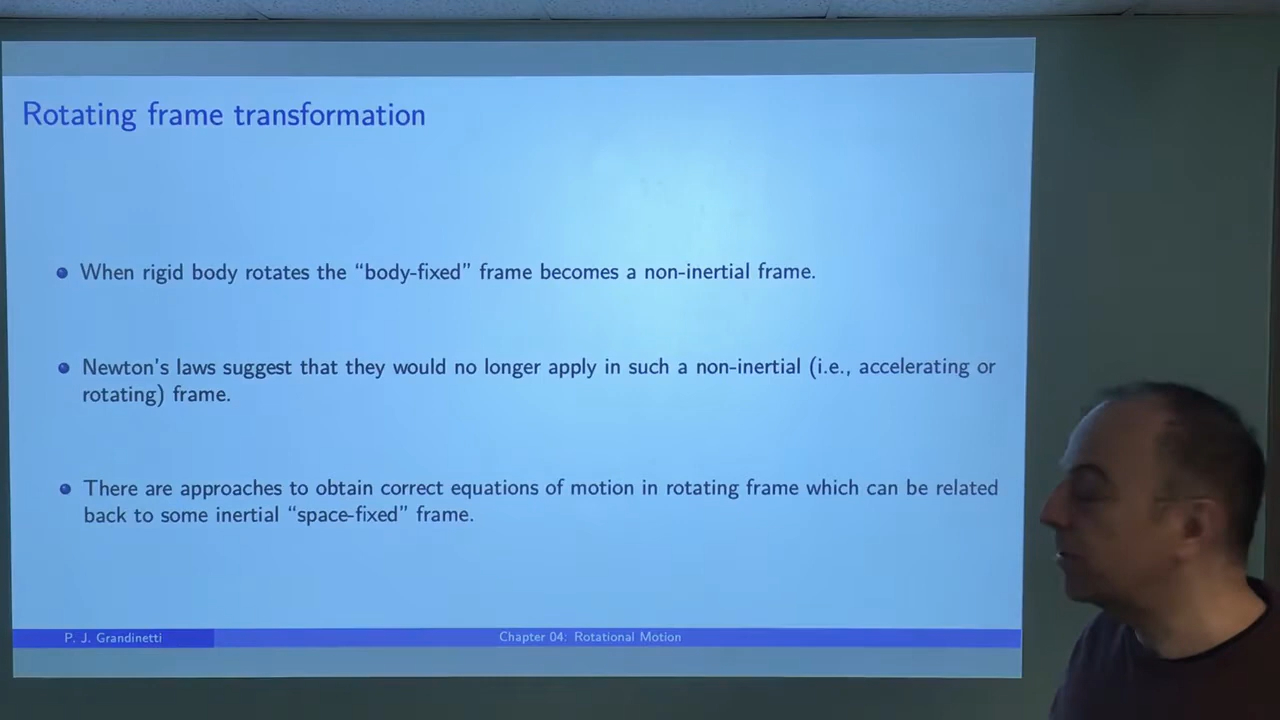 Rotating frame transformation
When rigid body rotates the “body-fixed” frame becomes a non-inertial frame.
Newton's laws suggest that they would no longer apply in such a non-inertial (i.e., accelerating or
rotating) frame.
There are approaches to obtain correct equations of motion in rotating frame which can be related
back to some inertial “space-fixed” frame.
P. J. Grandinetti
Chapter 04: Rotational Motion